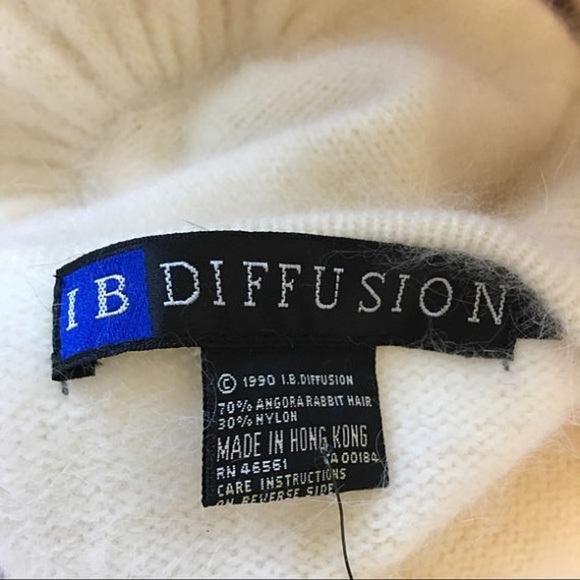 IB DIFFUSION
© 1990 I.B.DIFFUSION
70% ANGORA RABBIT HAIR
30% NYLON
MADE IN HONG KONG
RN 46561 TA 00184
CARE INSTRUCTIONS
ON REVERSE SIDE